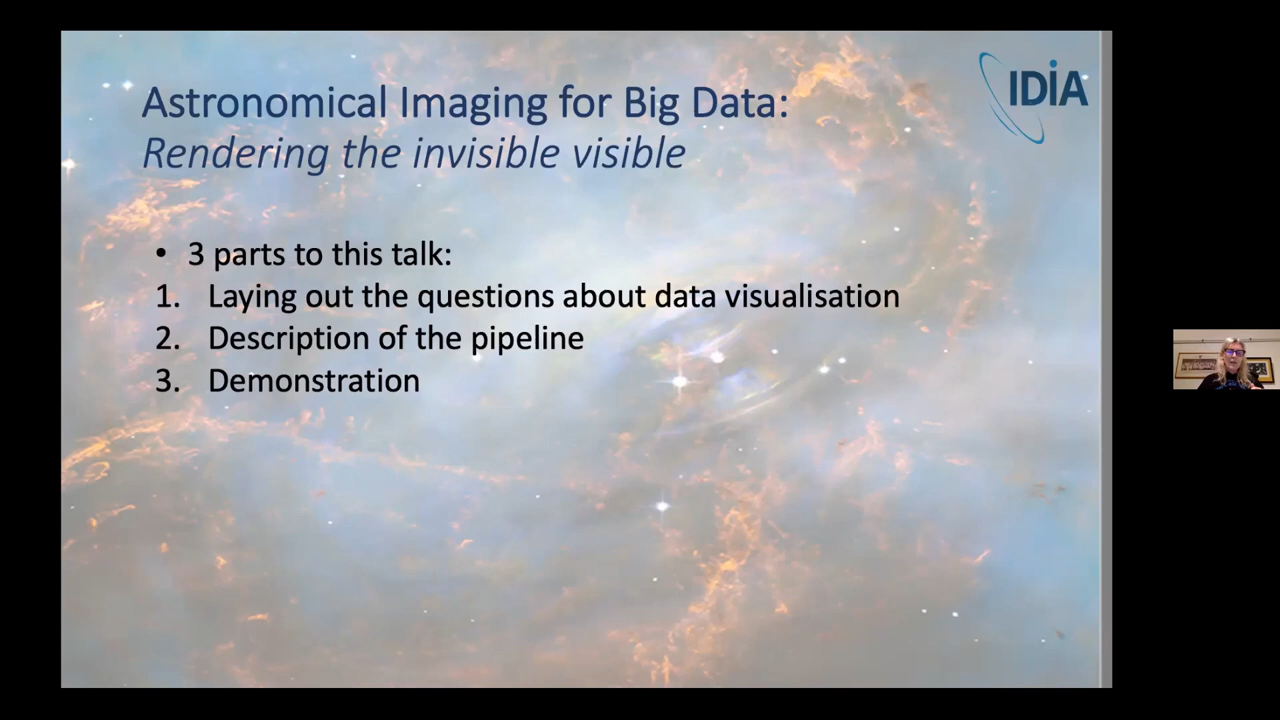 Astronomical Imaging for Big Data:
Rendering the invisible visible
IDiA
• 3 parts to this talk:
1. Laying out the questions about data visualisation
2. Description of the pipeline
3. Demonstration